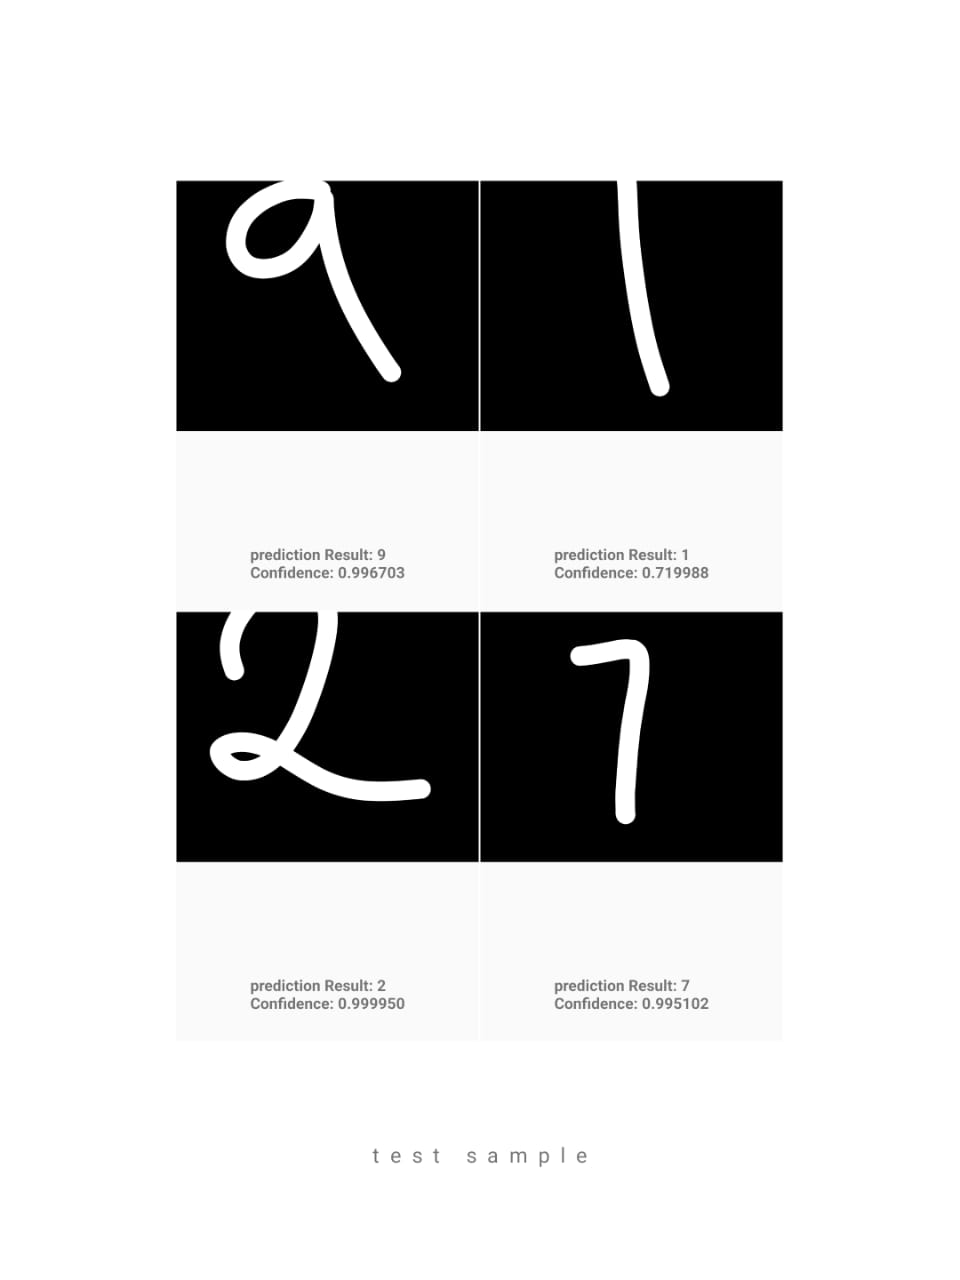 9 1
prediction Result: 9
Confidence: 0.996703
prediction Result: 1
Confidence: 0.719988
2 7
prediction Result: 2
Confidence: 0.999950
prediction Result: 7
Confidence: 0.995102
test sample